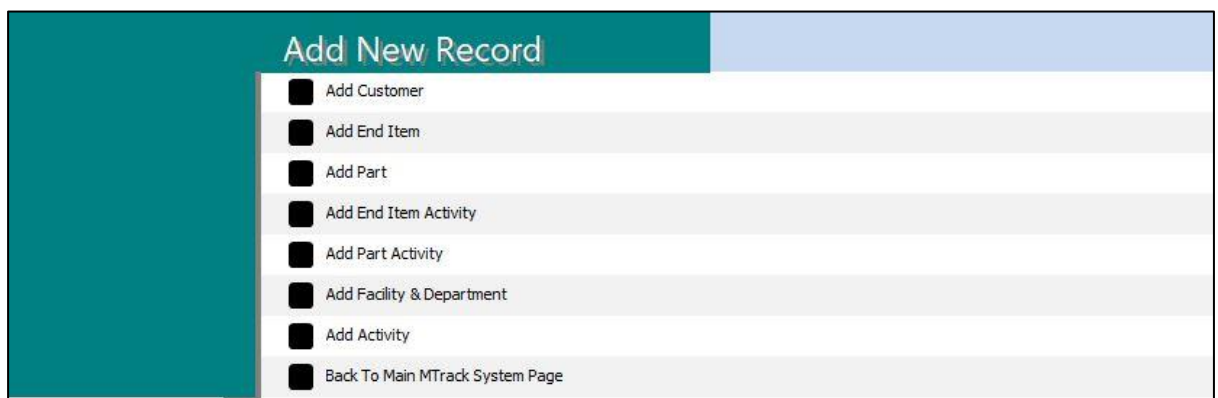 Add New Record
Add Customer
Add End Item
Add Part
Add End Item Activity
Add Part Activity
Add Facility & Department
Add Activity
Back To Main MTrack System Page